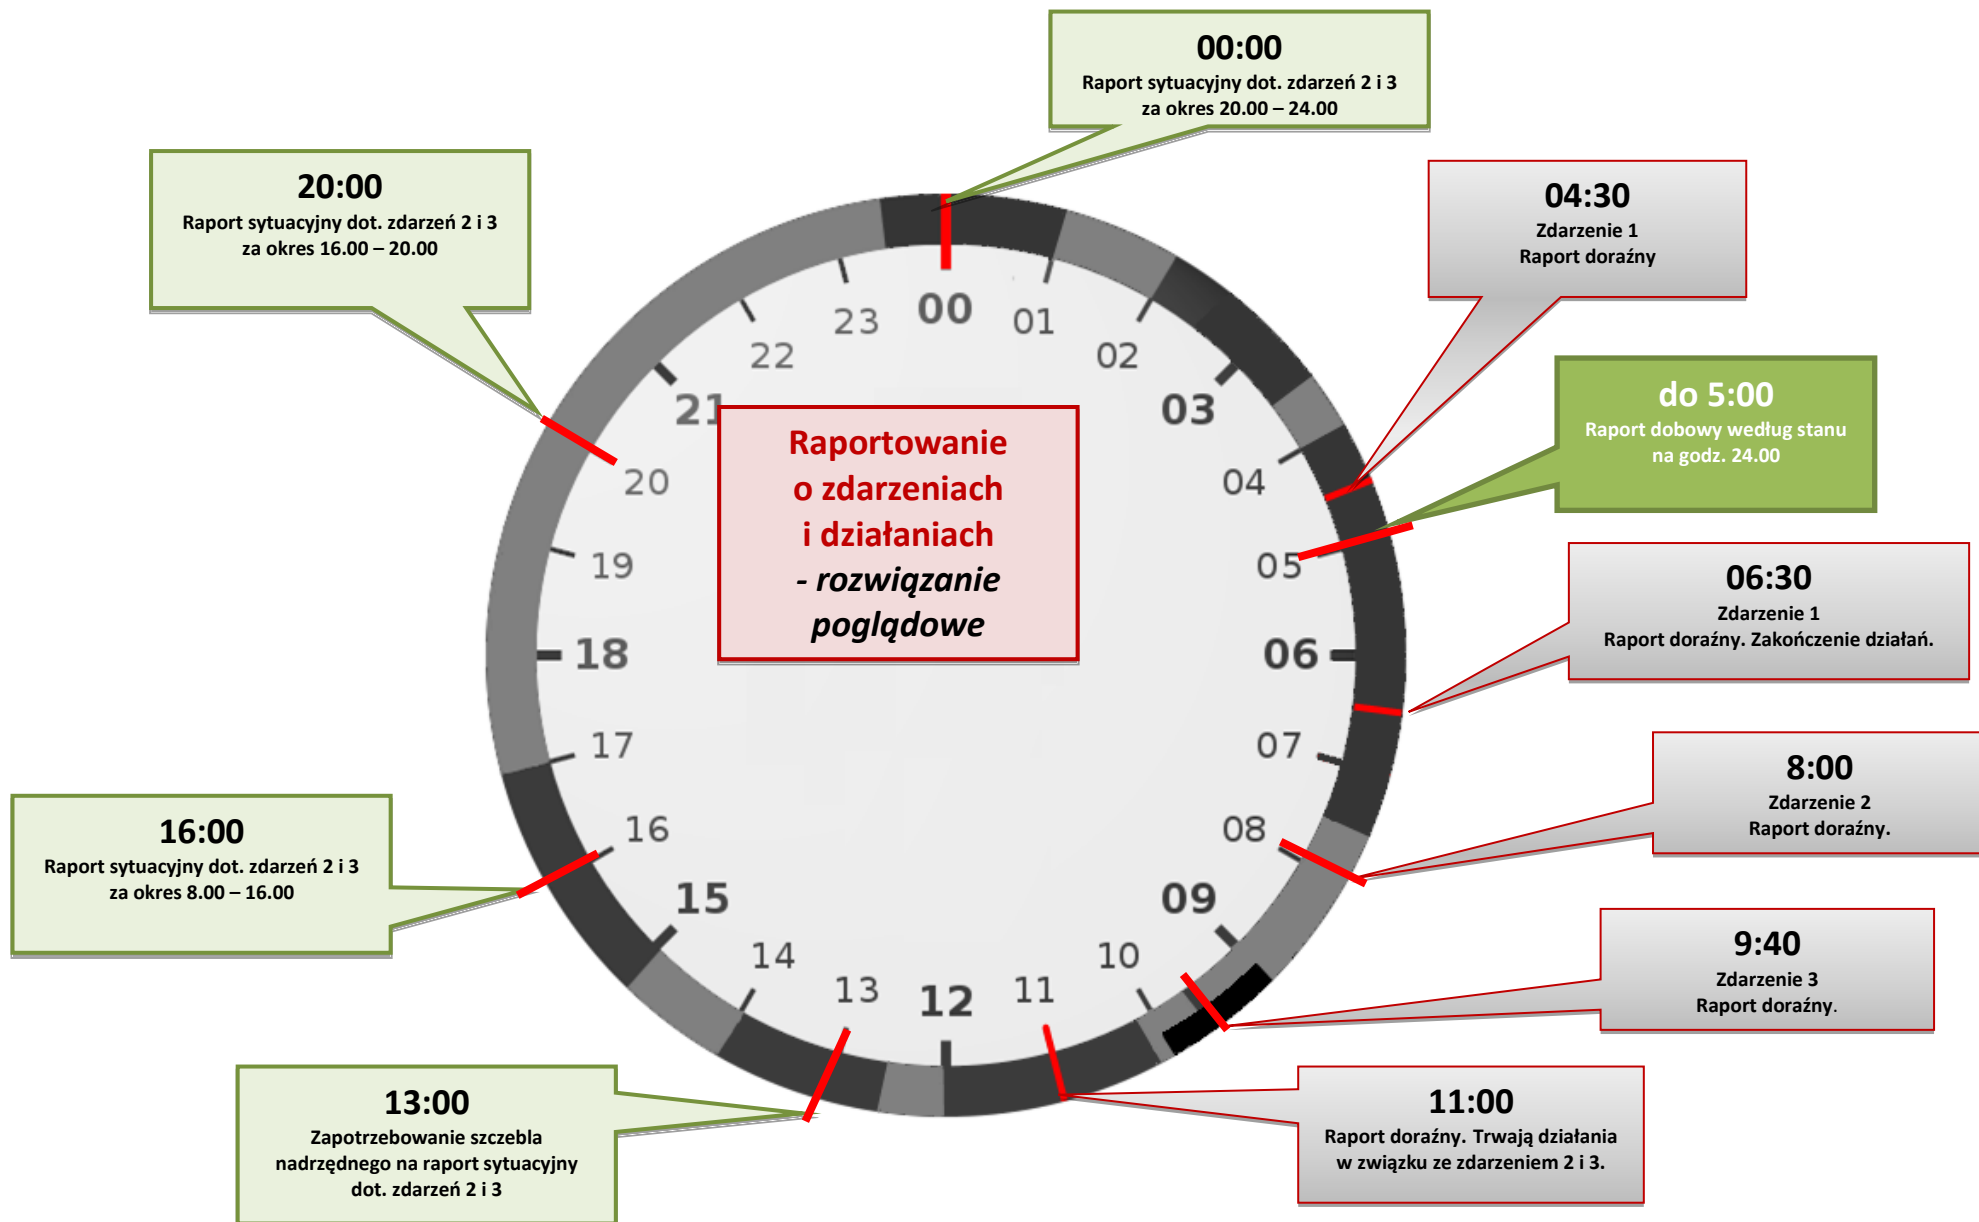 00:00
Raport sytuacyjny dot. zdarzeń 2 i 3
za okres 20.00 – 24.00
04:30
Zdarzenie 1
Raport doraźny
do 5:00
Raport dobowy według stanu
na godz. 24.00
06:30
Zdarzenie 1
Raport doraźny. Zakończenie działań.
8:00
Zdarzenie 2
Raport doraźny.
9:40
Zdarzenie 3
Raport doraźny.
11:00
Raport doraźny. Trwają działania
w związku ze zdarzeniem 2 i 3.
13:00
Zapotrzebowanie szczebla
nadrzędnego na raport sytuacyjny
dot. zdarzeń 2 i 3
16:00
Raport sytuacyjny dot. zdarzeń 2 i 3
za okres 8.00 – 16.00
20:00
Raport sytuacyjny dot. zdarzeń 2 i 3
za okres 16.00 – 20.00
Raportowanie
o zdarzeniach
i działaniach
- rozwiązanie
poglądowe
00
01
02
03
04
05
06
07
08
09
10
11
12
13
14
15
16
17
18
19
20
21
22
23